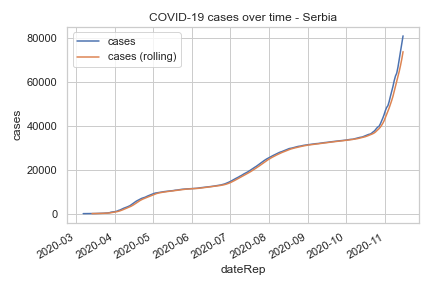 COVID-19 cases over time - Serbia
cases
cases (rolling)
80000
60000
40000
20000
0
cases
2020-03
2020-04
2020-05
2020-06
2020-07
2020-08
2020-09
2020-10
2020-11
dateRep